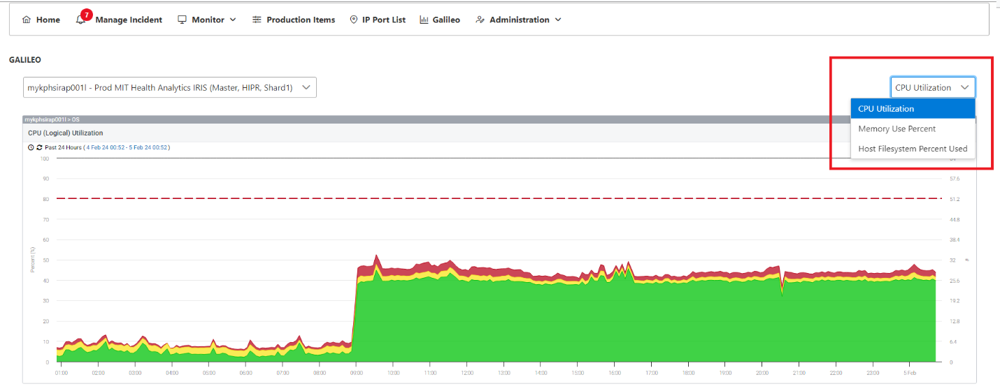 Home 7 Manage Incident Monitor Production Items IP Port List Galileo Administration
GALILEO
mykphsirap001l - Prod MIT Health Analytics IRIS (Master, HIPR, Shard1)
CPU Utilization
CPU Utilization
Memory Use Percent
Host Filesystem Percent Used
mykphsirap001l > OS
CPU (Logical) Utilization
Past 24 Hours ( 4 Feb 24 00:52 - 5 Feb 24 00:52 )
100
90 57.6
80 51.2
70 44.8
60 38.4
50 32
40 25.6
30 19.2
20 12.8
10 6.4
0 0
Percent (%)
01:00 02:00 03:00 04:00 05:00 06:00 07:00 08:00 09:00 10:00 11:00 12:00 13:00 14:00 15:00 16:00 17:00 18:00 19:00 20:00 21:00 22:00 23:00 5 Feb